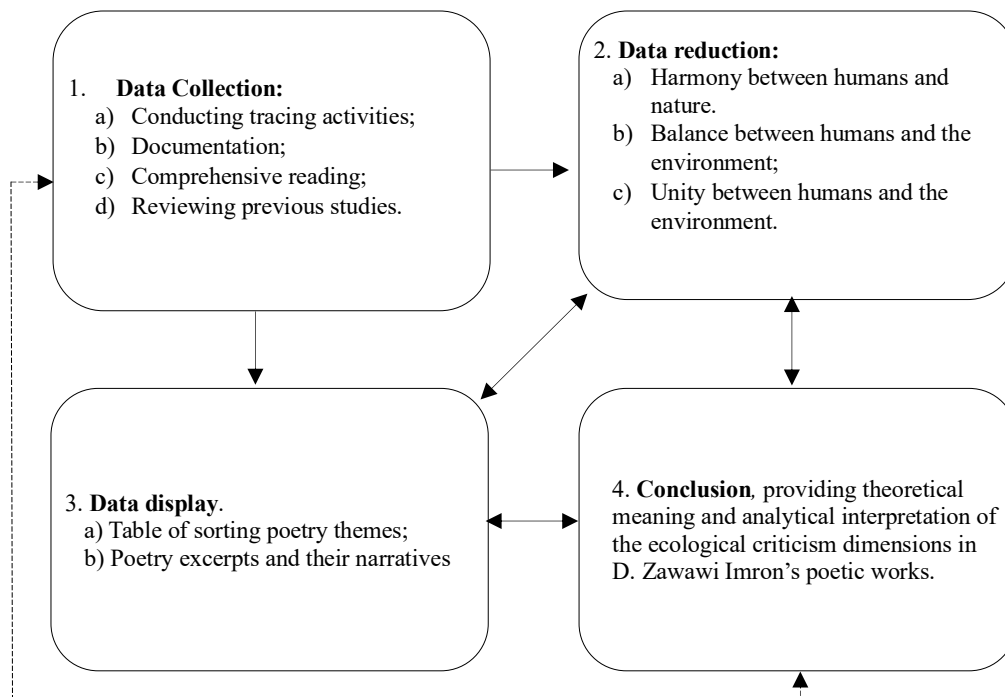 1. Data Collection:
a) Conducting tracing activities;
b) Documentation;
c) Comprehensive reading;
d) Reviewing previous studies.
2. Data reduction:
a) Harmony between humans and
nature.
b) Balance between humans and the
environment;
c) Unity between humans and the
environment.
3. Data display.
a) Table of sorting poetry themes;
b) Poetry excerpts and their narratives
4. Conclusion, providing theoretical
meaning and analytical interpretation of
the ecological criticism dimensions in
D. Zawawi Imron’s poetic works.